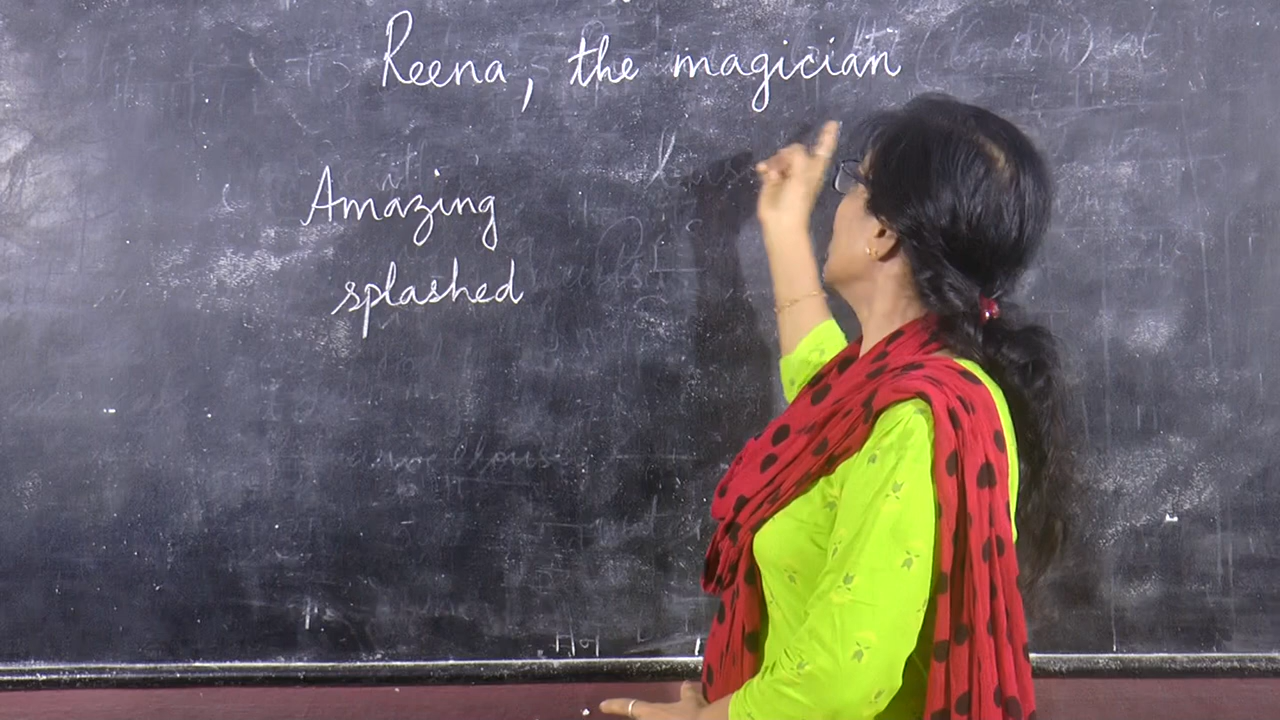 Reena, the magician
Amazing
splashed